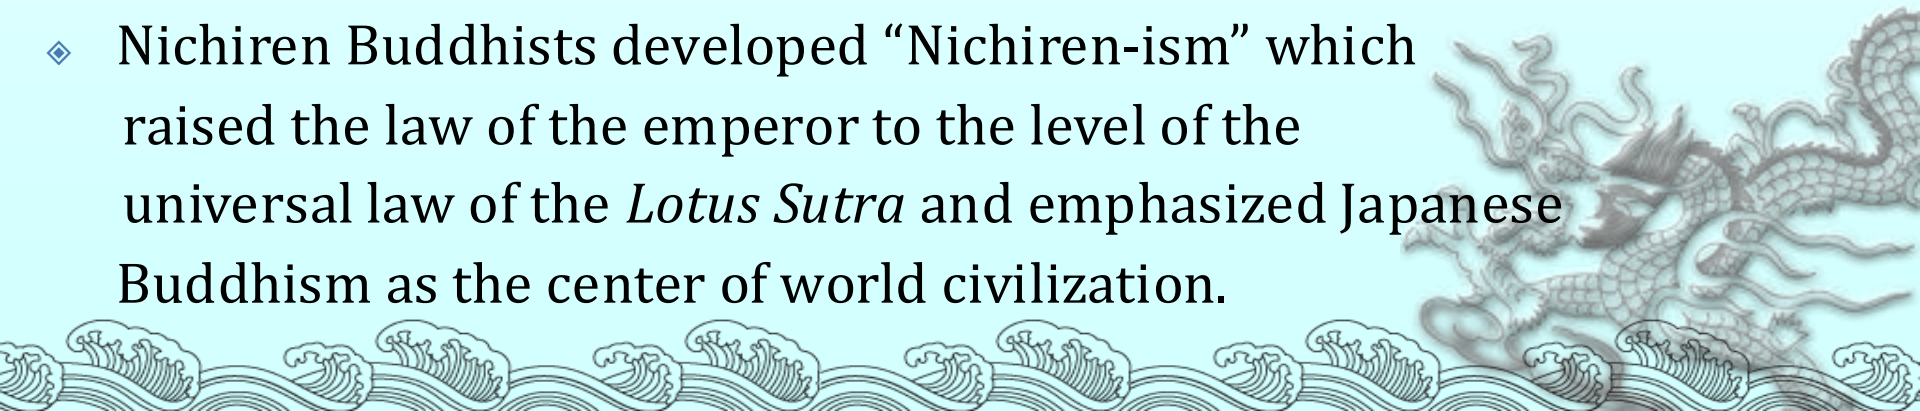 Nichiren Buddhists developed “Nichiren-ism” which
raised the law of the emperor to the level of the
universal law of the Lotus Sutra and emphasized Japanese
Buddhism as the center of world civilization.